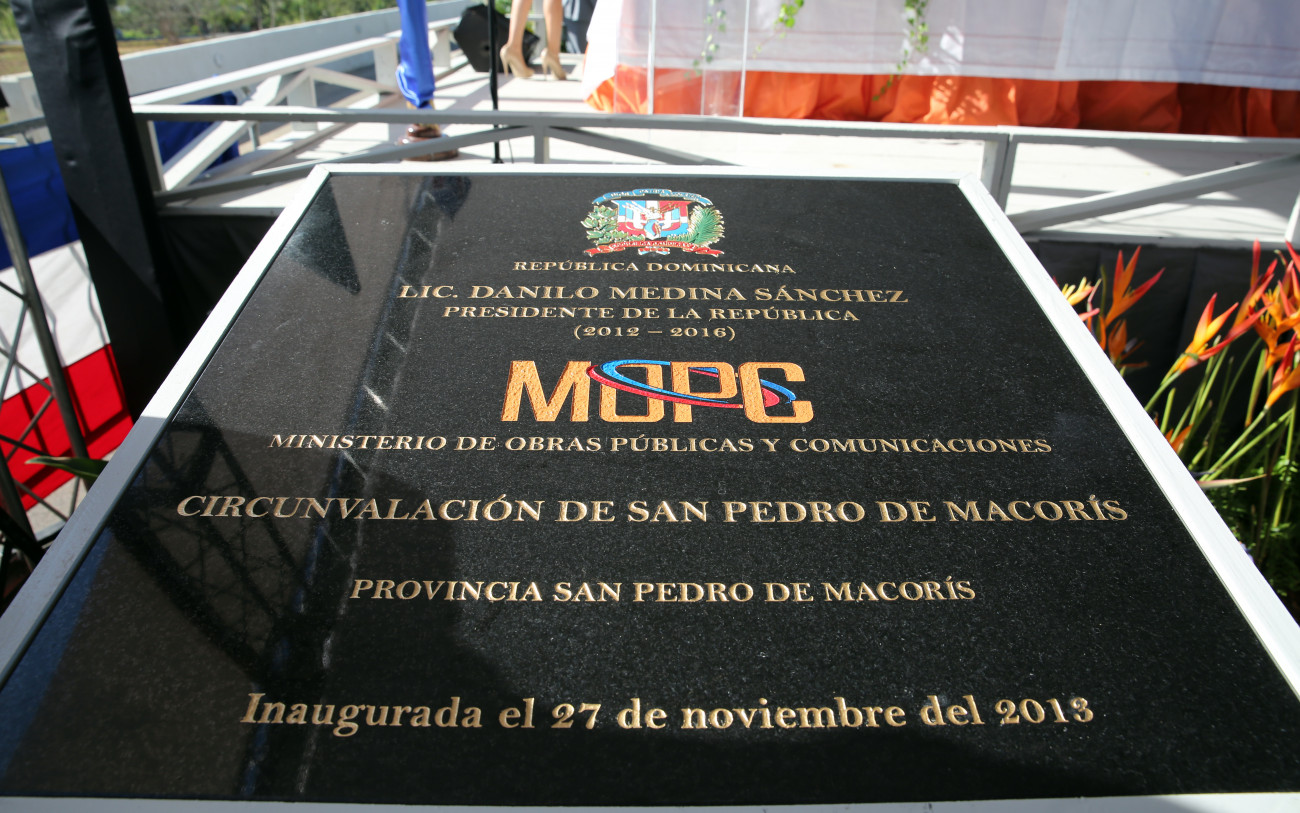 REPÚBLICA DOMINICANA
LIC. DANILO MEDINA SÁNCHEZ
PRESIDENTE DE LA REPÚBLICA
(2012 – 2016)
MOPC
MINISTERIO DE OBRAS PÚBLICAS Y COMUNICACIONES
CIRCUNVALACIÓN DE SAN PEDRO DE MACORÍS
PROVINCIA SAN PEDRO DE MACORÍS
Inaugurada el 27 de noviembre del 2013